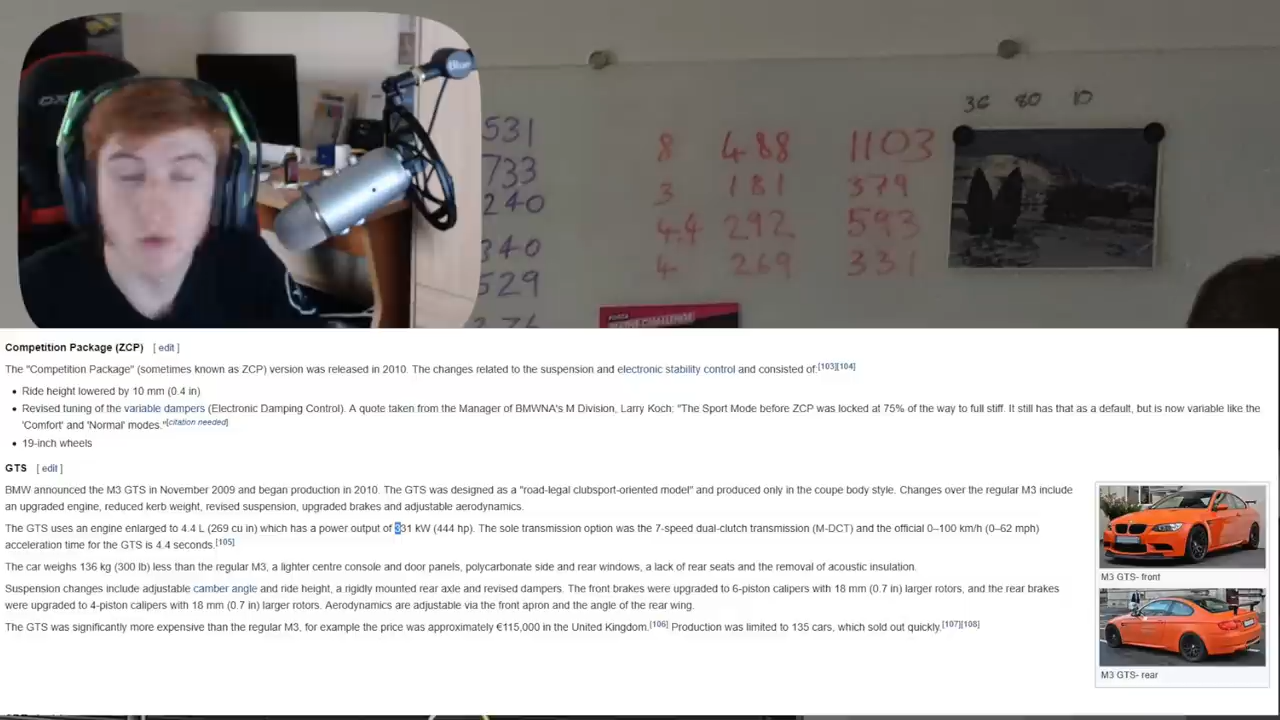 Blue
36 80 10
531
733
240
340
529
8 488 1103
3 181 379
4.4 292 593
4 269 331
Competition Package (ZCP) [ edit ]
The "Competition Package" (sometimes known as ZCP) version was released in 2010. The changes related to the suspension and electronic stability control and consisted of:[103][104]
• Ride height lowered by 10 mm (0.4 in)
• Revised tuning of the variable dampers (Electronic Damping Control). A quote taken from the Manager of BMWNA's M Division, Larry Koch: "The Sport Mode before ZCP was locked at 75% of the way to full stiff. It still has that as a default, but is now variable like the
'Comfort' and 'Normal' modes."[citation needed]
• 19-inch wheels
GTS [ edit ]
BMW announced the M3 GTS in November 2009 and began production in 2010. The GTS was designed as a "road-legal clubsport-oriented model" and produced only in the coupe body style. Changes over the regular M3 include
an upgraded engine, reduced kerb weight, revised suspension, upgraded brakes and adjustable aerodynamics.
The GTS uses an engine enlarged to 4.4 L (269 cu in) which has a power output of 331 kW (444 hp). The sole transmission option was the 7-speed dual-clutch transmission (M-DCT) and the official 0–100 km/h (0–62 mph)
acceleration time for the GTS is 4.4 seconds.[105]
The car weighs 136 kg (300 lb) less than the regular M3, a lighter centre console and door panels, polycarbonate side and rear windows, a lack of rear seats and the removal of acoustic insulation.
Suspension changes include adjustable camber angle and ride height, a rigidly mounted rear axle and revised dampers. The front brakes were upgraded to 6-piston calipers with 18 mm (0.7 in) larger rotors, and the rear brakes
were upgraded to 4-piston calipers with 18 mm (0.7 in) larger rotors. Aerodynamics are adjustable via the front apron and the angle of the rear wing.
The GTS was significantly more expensive than the regular M3, for example the price was approximately €115,000 in the United Kingdom.[106] Production was limited to 135 cars, which sold out quickly.[107][108]
M3 GTS- front
M3 GTS- rear